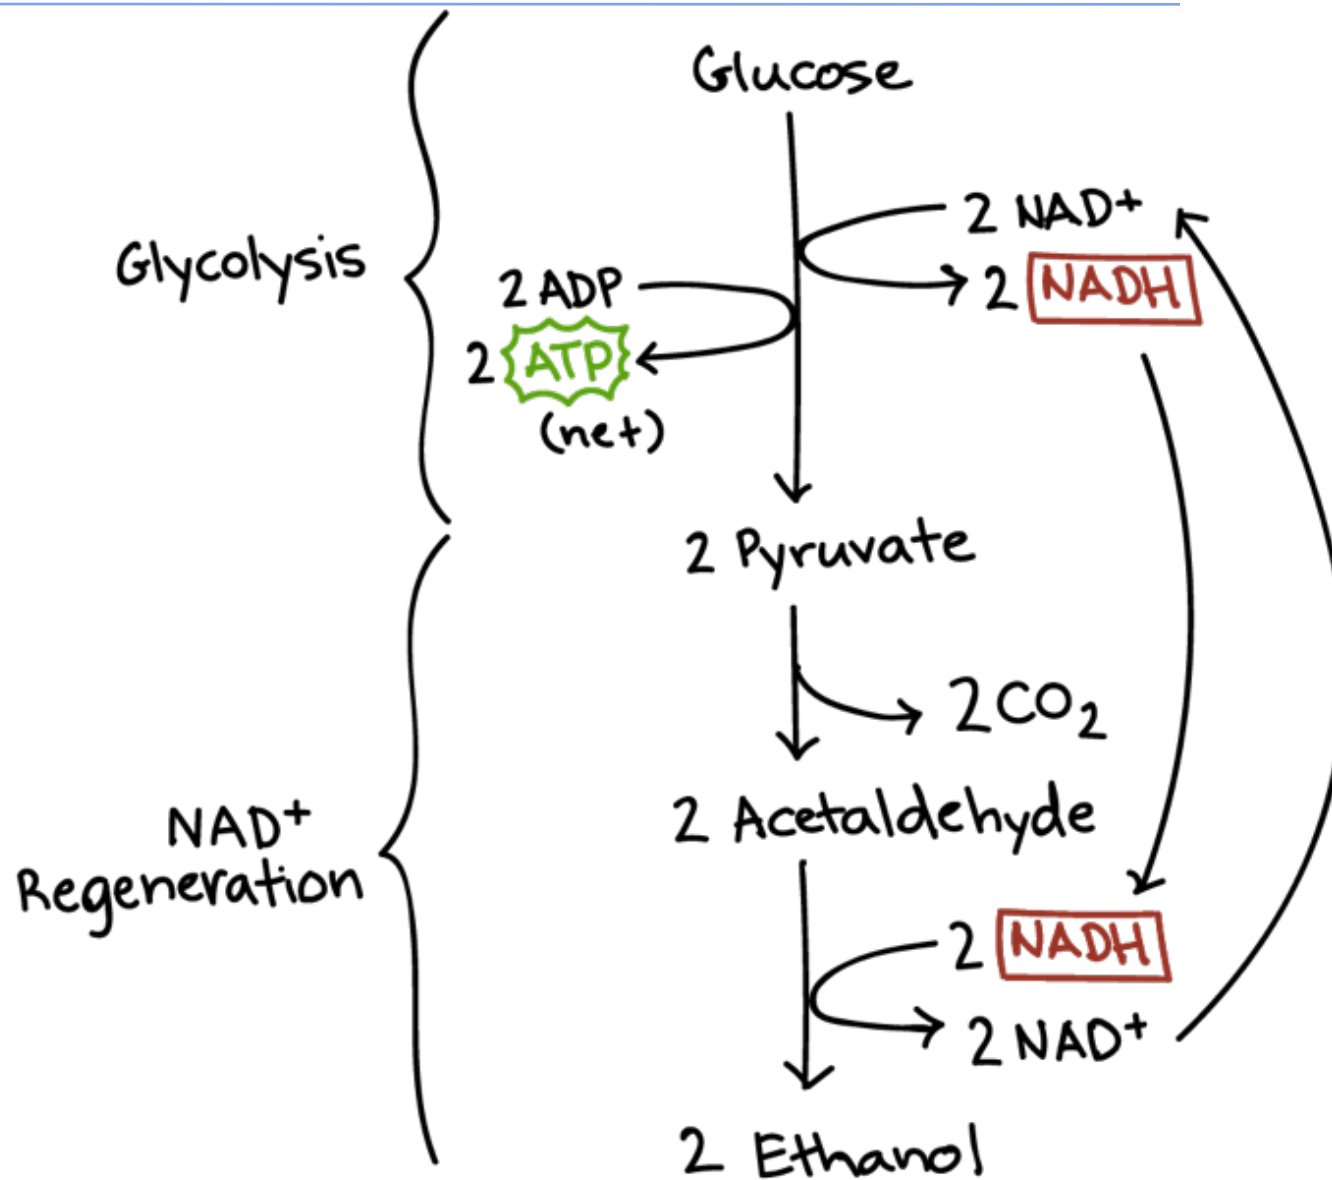 Glucose
2 NAD+
Glycolysis
2 ADP
2 NADH
2 ATP
(net)
2 Pyruvate
2 CO₂
2 Acetaldehyde
NAD⁺
Regeneration
2 NADH
2 NAD⁺
2 Ethanol